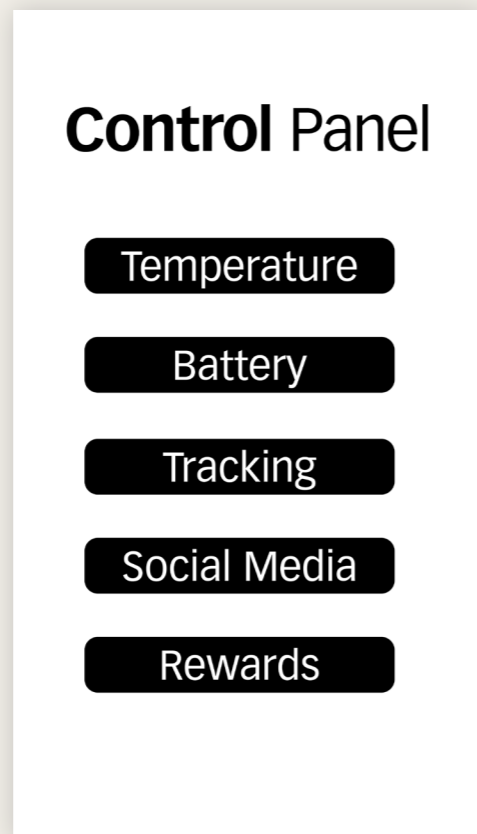 Control Panel
Temperature
Battery
Tracking
Social Media
Rewards